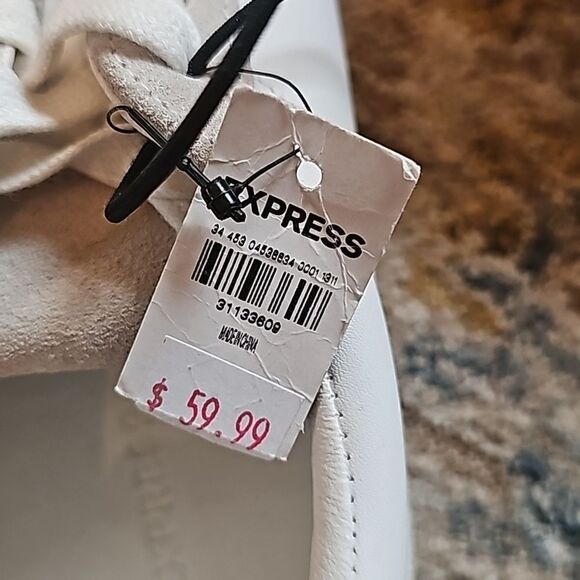 EXPRESS
34 453 04538834 0001 1311
31133609
MADE IN CHINA
$ 59.99